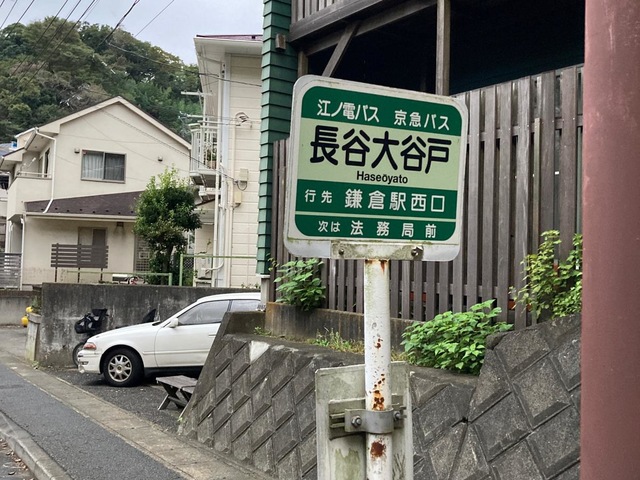 江ノ電バス 京急バス
長谷大谷戸
Haseōyato
行先 鎌倉駅西口
次は 法務局前